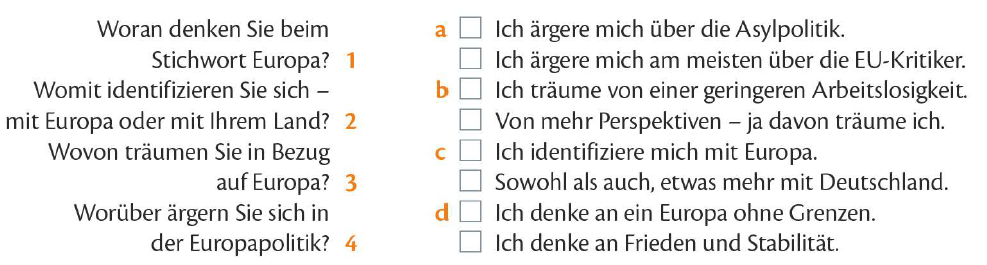 Woran denken Sie beim
Stichwort Europa? 1
Womit identifizieren Sie sich –
mit Europa oder mit Ihrem Land? 2
Wovon träumen Sie in Bezug
auf Europa? 3
Worüber ärgern Sie sich in
der Europapolitik? 4
a Ich ärgere mich über die Asylpolitik.
Ich ärgere mich am meisten über die EU-Kritiker.
b Ich träume von einer geringeren Arbeitslosigkeit.
Von mehr Perspektiven – ja davon träume ich.
c Ich identifiziere mich mit Europa.
Sowohl als auch, etwas mehr mit Deutschland.
d Ich denke an ein Europa ohne Grenzen.
Ich denke an Frieden und Stabilität.